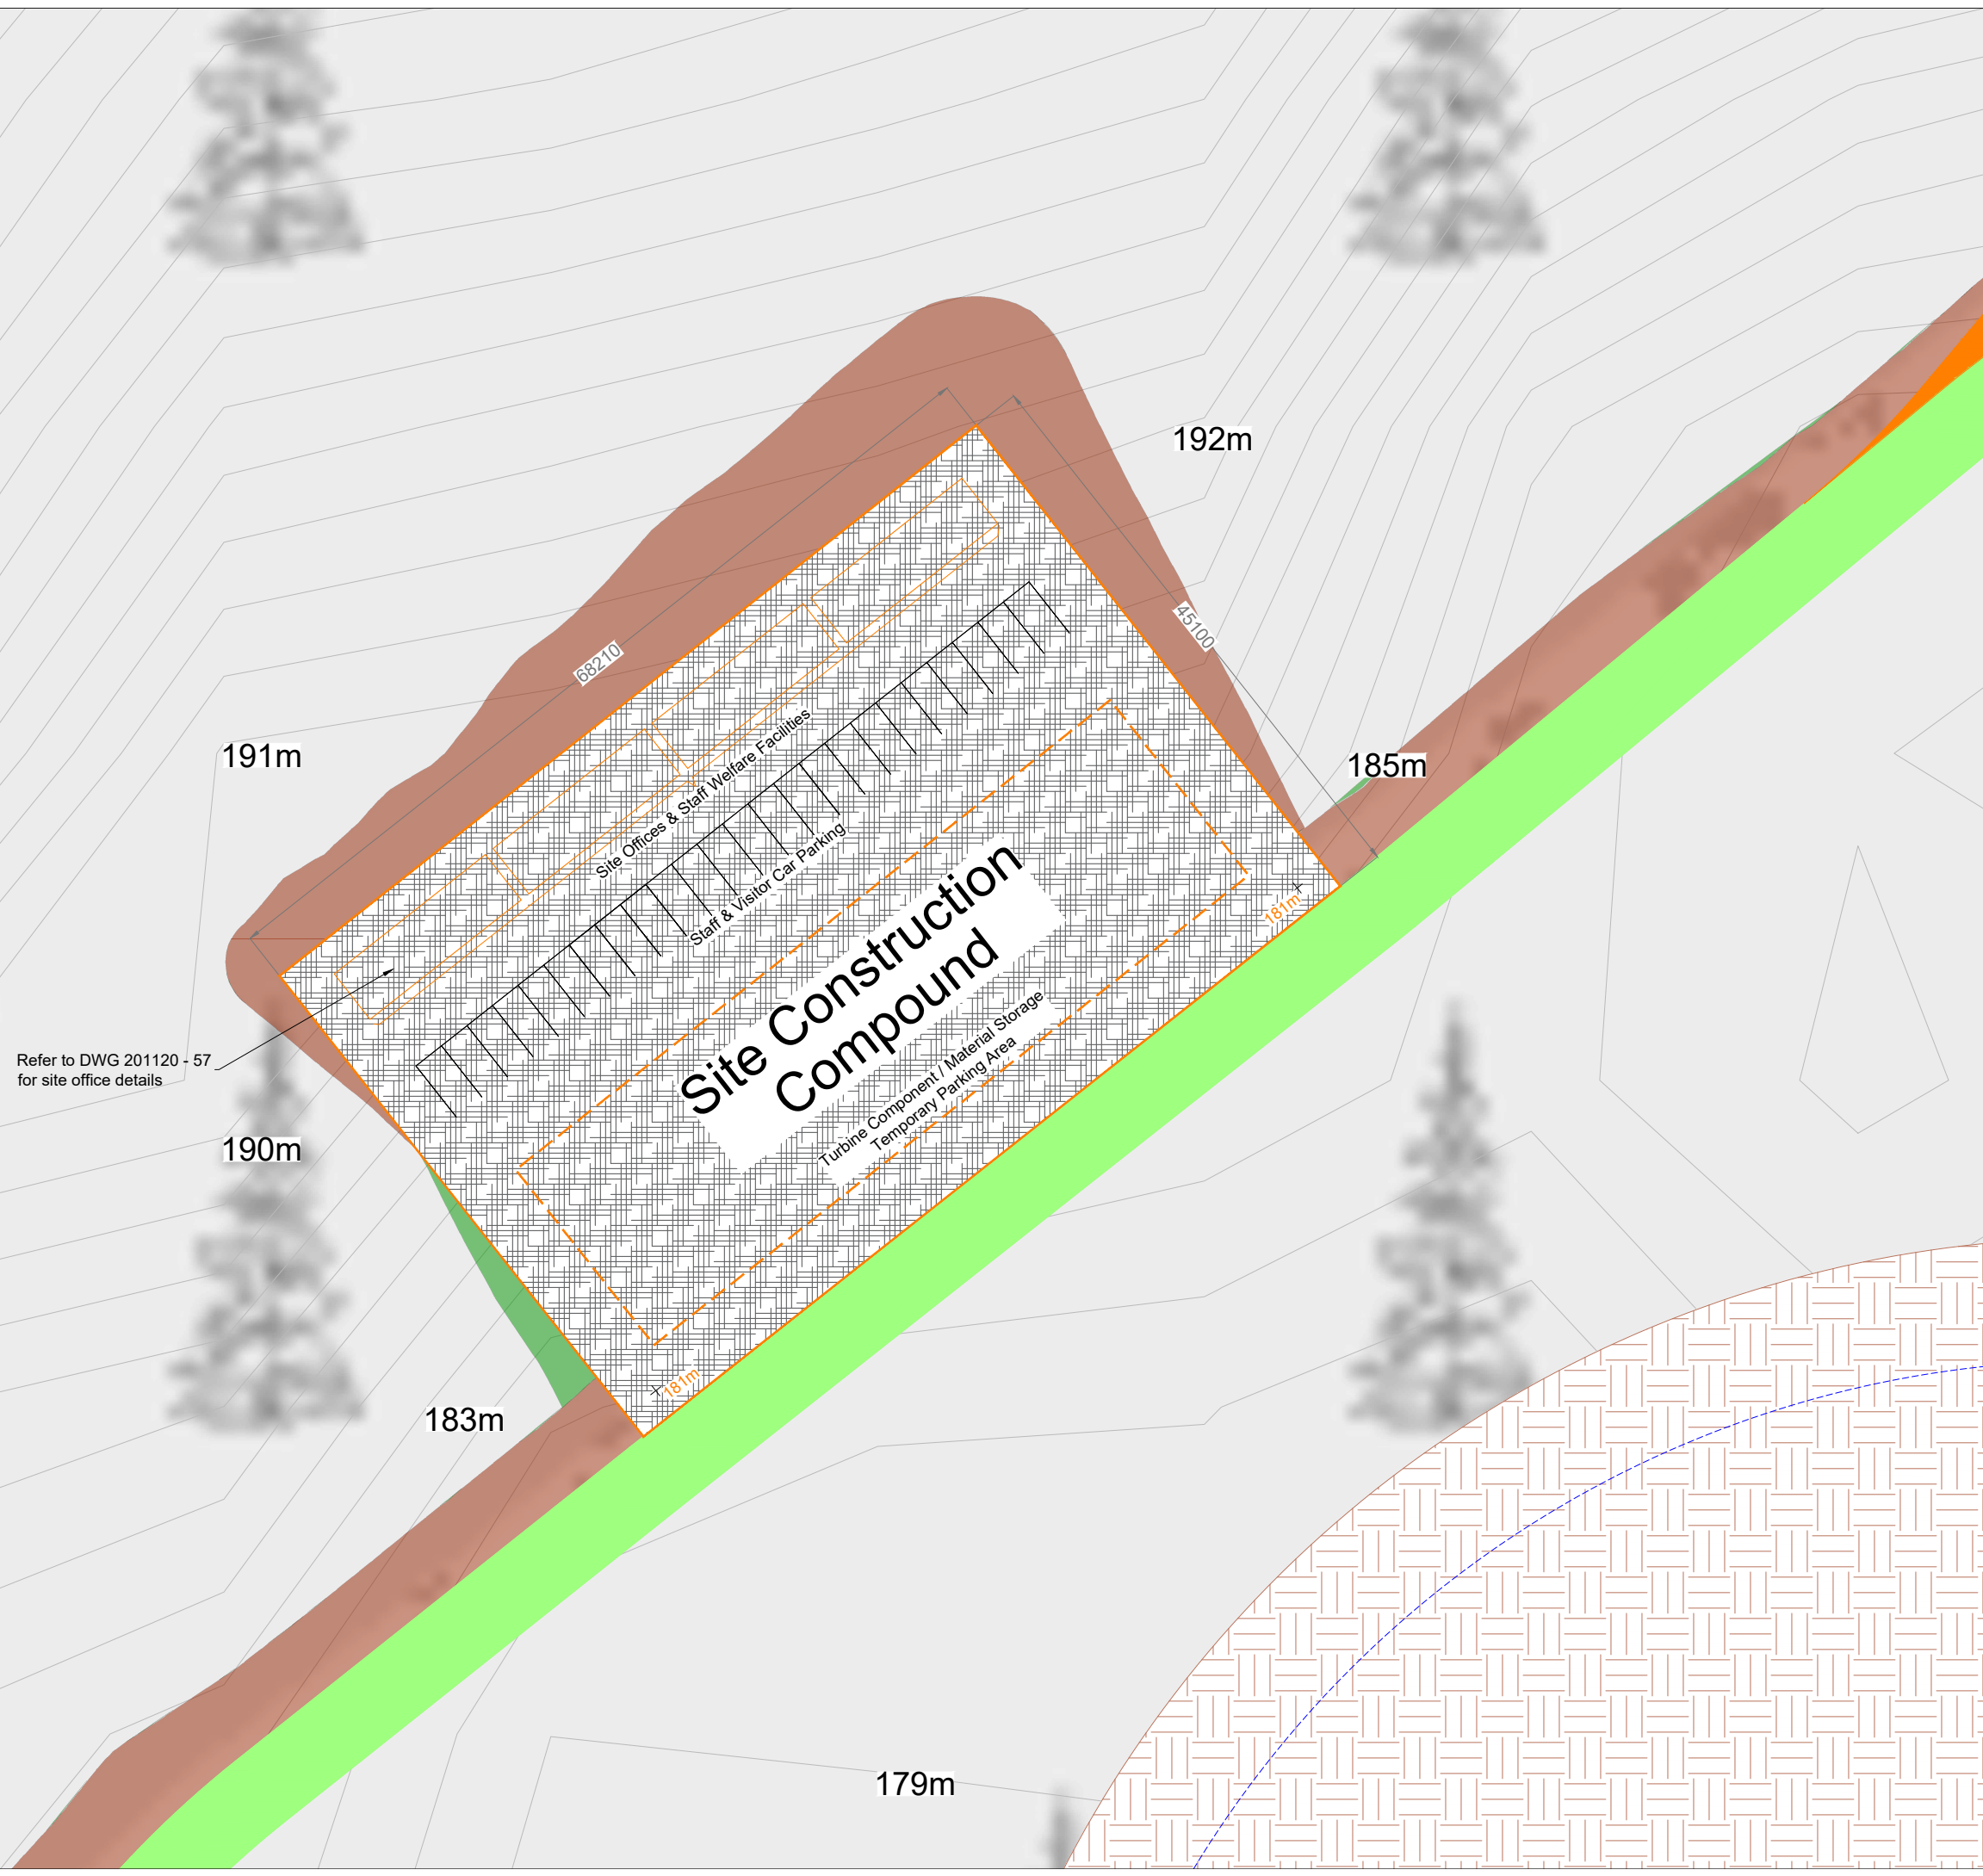 192m
68210
45100
191m
185m
Site Offices & Staff Welfare Facilities
Staff & Visitor Car Parking
Site Construction
Compound
181m
Turbine Component / Material Storage
Temporary Parking Area
Refer to DWG 201120 - 57
for site office details
190m
181m
183m
179m